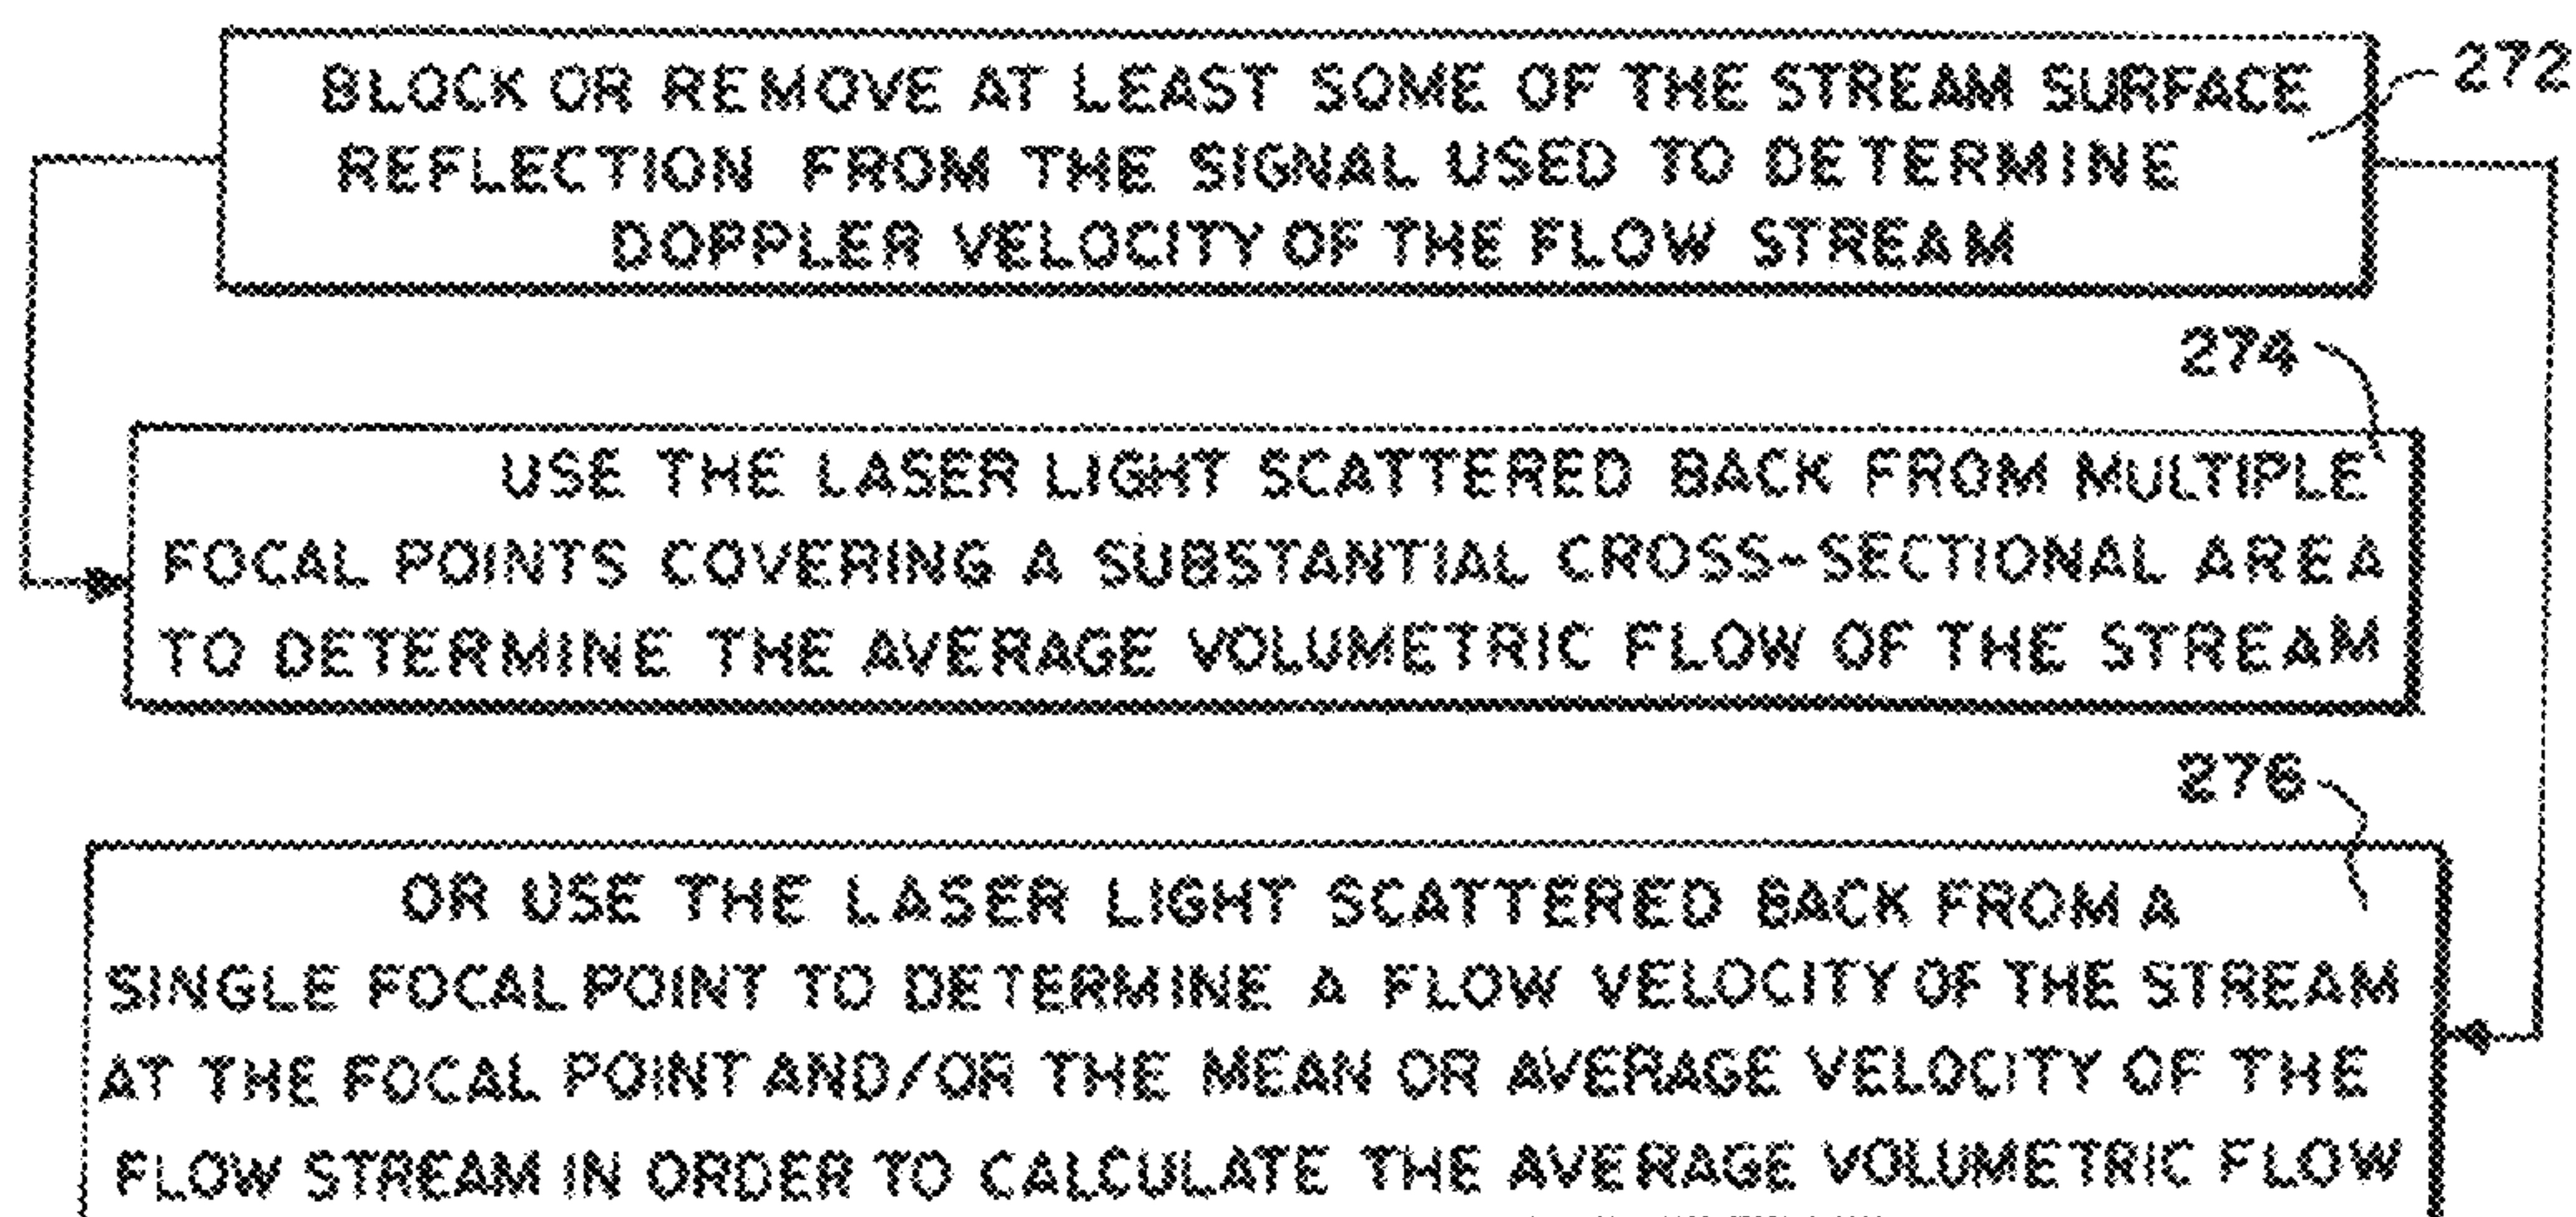 BLOCK OR REMOVE AT LEAST SOME OF THE STREAM SURFACE
REFLECTION FROM THE SIGNAL USED TO DETERMINE
DOPPLER VELOCITY OF THE FLOW STREAM
272
274
USE THE LASER LIGHT SCATTERED BACK FROM MULTIPLE
FOCAL POINTS COVERING A SUBSTANTIAL CROSS-SECTIONAL AREA
TO DETERMINE THE AVERAGE VOLUMETRIC FLOW OF THE STREAM
276
OR USE THE LASER LIGHT SCATTERED BACK FROM A
SINGLE FOCAL POINT TO DETERMINE A FLOW VELOCITY OF THE STREAM
AT THE FOCAL POINT AND/OR THE MEAN OR AVERAGE VELOCITY OF THE
FLOW STREAM IN ORDER TO CALCULATE THE AVERAGE VOLUMETRIC FLOW